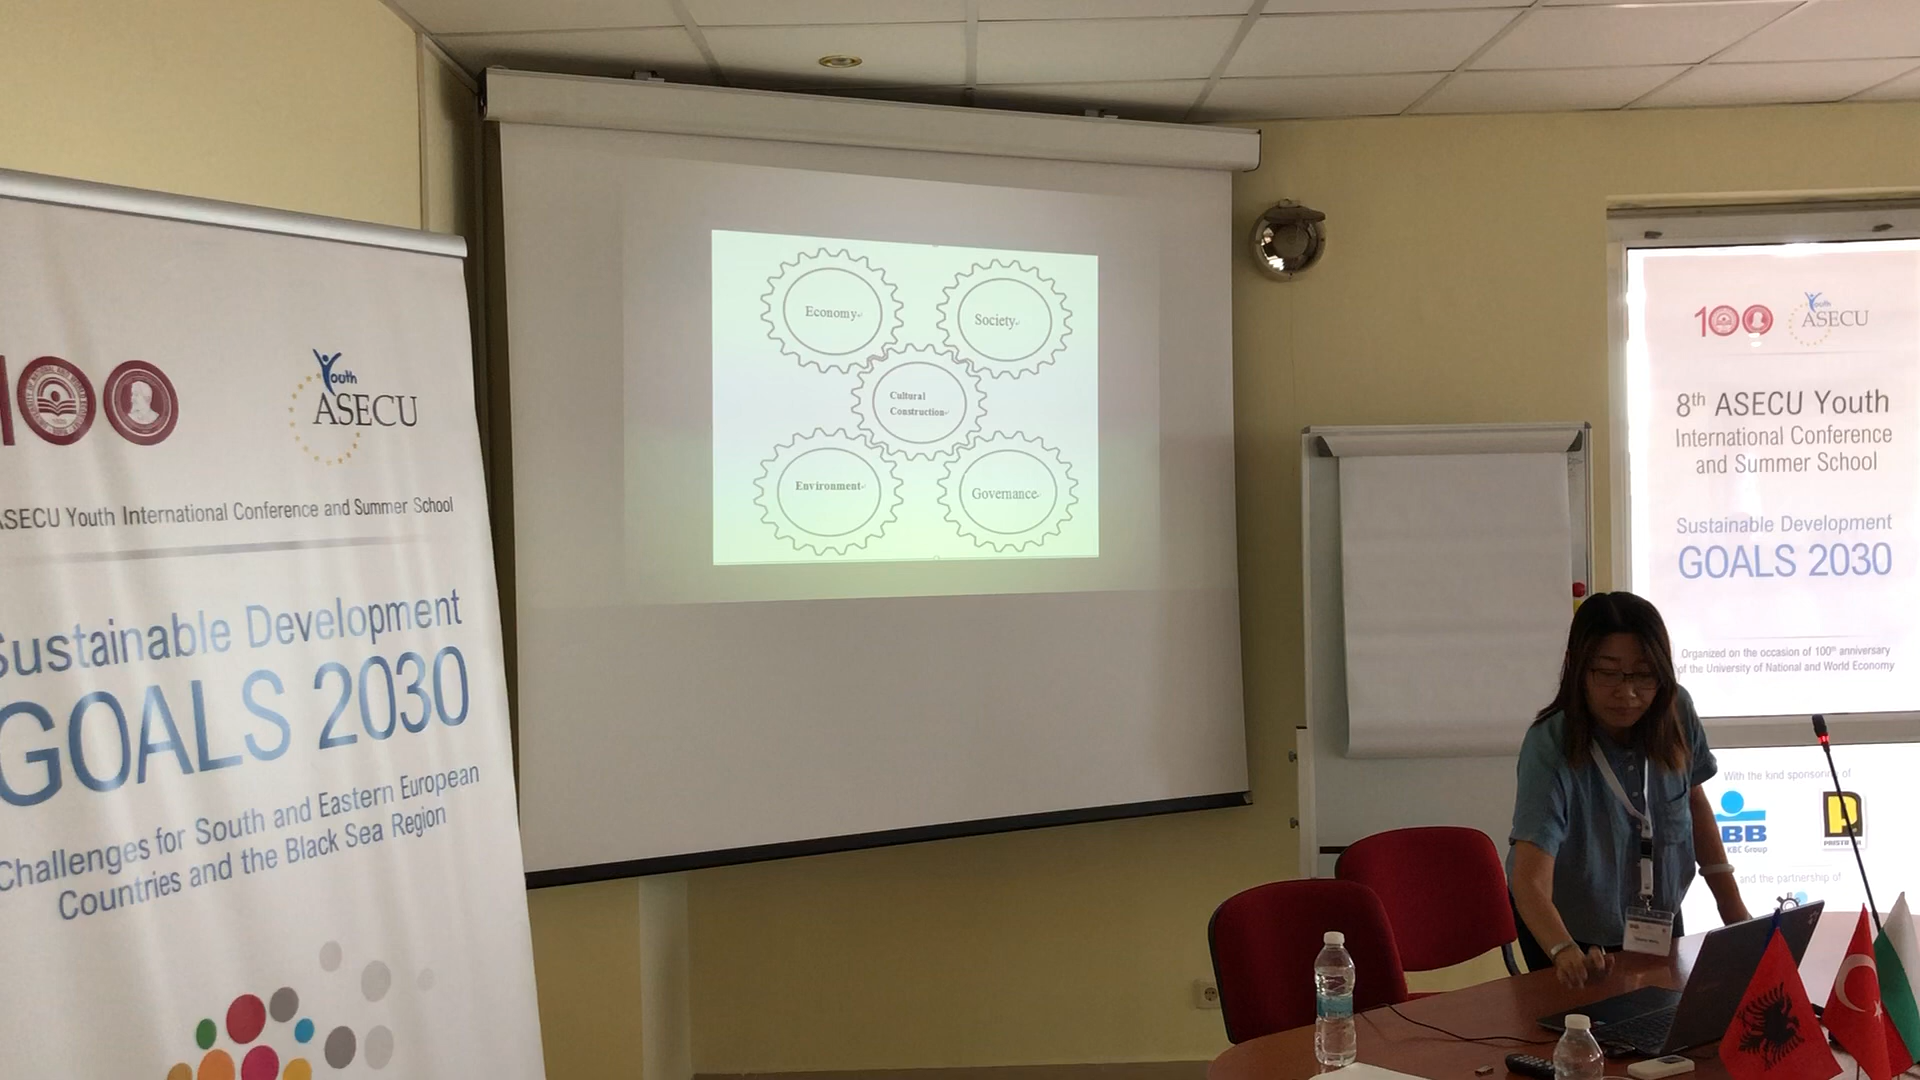 100
Youth
ASECU
ASECU Youth International Conference and Summer School
Sustainable Development
GOALS 2030
Challenges for South and Eastern European
Countries and the Black Sea Region
Economy
Society
Cultural
Construction
Environment
Governance
100
Youth
ASECU
8th ASECU Youth
International Conference
and Summer School
Sustainable Development
GOALS 2030
Organized on the occasion of 100th anniversary
of the University of National and World Economy
With the kind sponsoring of
BB
KBC Group
and the partnership of